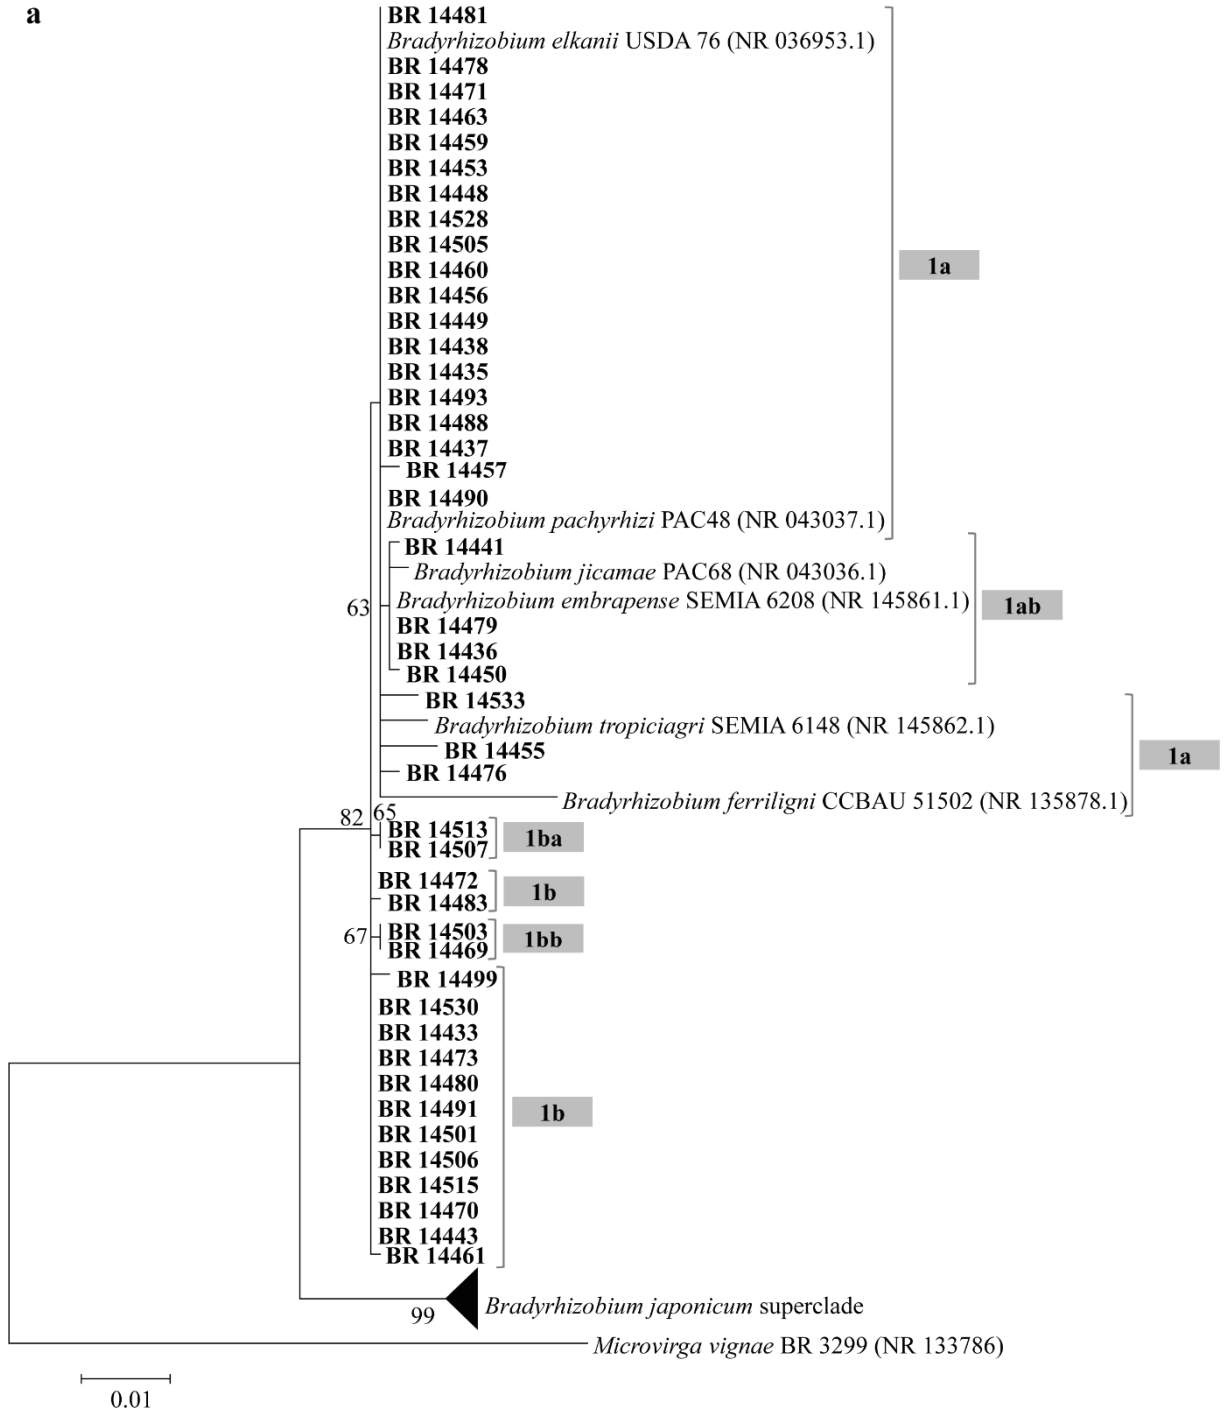 a
BR 14481
Bradyrhizobium elkanii USDA 76 (NR 036953.1)
BR 14478
BR 14471
BR 14463
BR 14459
BR 14453
BR 14448
BR 14528
BR 14505
1a
BR 14460
BR 14456
BR 14449
BR 14438
BR 14435
BR 14493
BR 14488
BR 14437
BR 14457
BR 14490
Bradyrhizobium pachyrhizi PAC48 (NR 043037.1)
BR 14441
Bradyrhizobium jicamae PAC68 (NR 043036.1)
Bradyrhizobium embrapense SEMIA 6208 (NR 145861.1)
1ab
63
BR 14479
BR 14436
BR 14450
BR 14533
Bradyrhizobium tropiciagri SEMIA 6148 (NR 145862.1)
BR 14455
1a
BR 14476
Bradyrhizobium ferriligni CCBAU 51502 (NR 135878.1)
82 65
BR 14513
1ba
BR 14507
BR 14472
1b
BR 14483
BR 14503
67
1bb
BR 14469
BR 14499
BR 14530
BR 14433
BR 14473
BR 14480
BR 14491
1b
BR 14501
BR 14506
BR 14515
BR 14470
BR 14443
BR 14461
Bradyrhizobium japonicum superclade
99
Microvirga vignae BR 3299 (NR 133786)
0.01